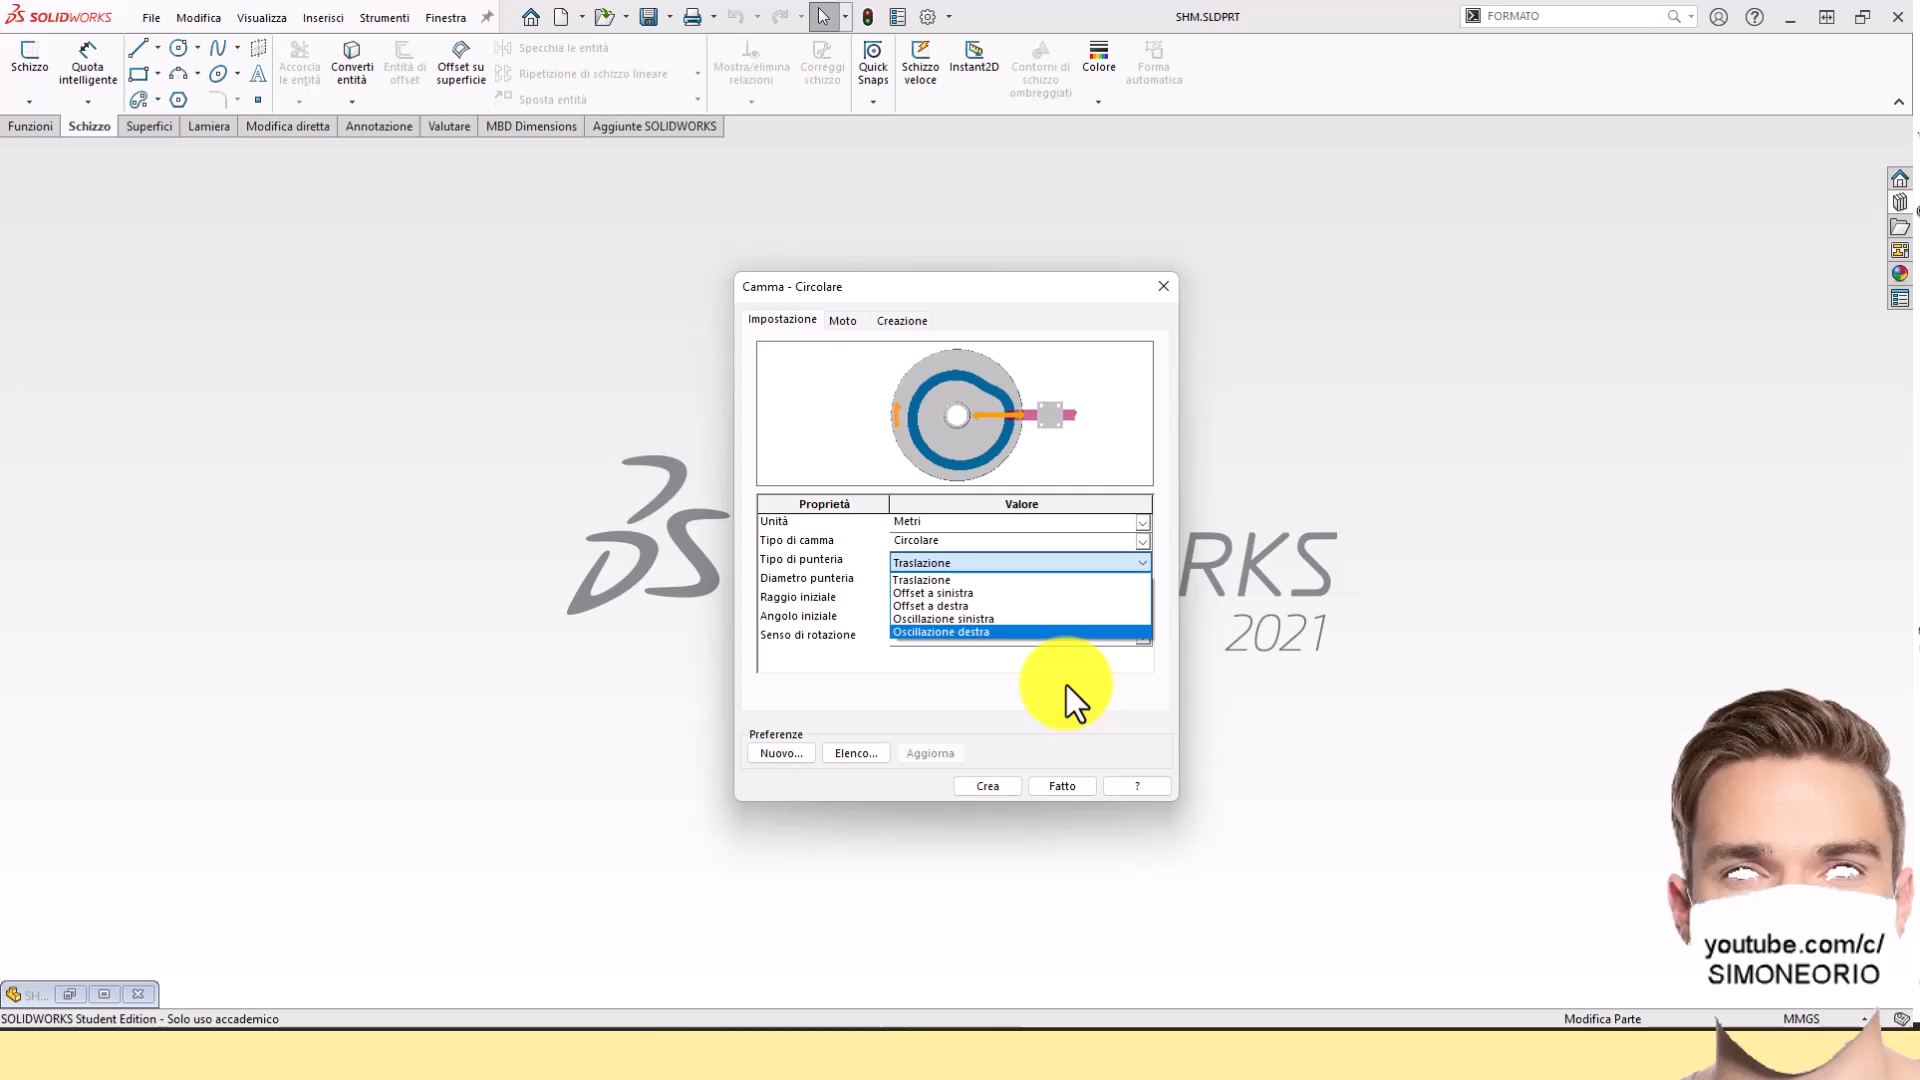 SOLIDWORKS File Modifica Visualizza Inserisci Strumenti Finestra SHM.SLDPRT FORMATO
Schizzo Quota intelligente Accorcia le entità Converti entità Entità di offset Offset su superfície Specchia le entità Ripetizione di schizzo lineare Sposta entità Mostra/elimina relazioni Correggi schizzo Quick Snaps Schizzo veloce Instant2D Contorni di schizzo ombreggiati Colore Forma automatica
Funzioni Schizzo Superfici Lamiera Modifica diretta Annotazione Valutare MBD Dimensions Aggiunte SOLIDWORKS
Camma - Circolare
Impostazione Moto Creazione
Proprietà Valore
Unità Metri
Tipo di camma Circolare
Tipo di punteria Traslazione
Diametro punteria Traslazione
Raggio iniziale Offset a sinistra
Angolo iniziale Offset a destra
Senso di rotazione Oscillazione sinistra
Oscillazione destra
RKS
2021
Preferenze
Nuovo... Elenco... Aggiorna
Crea Fatto ?
youtube.com/c/
SIMONEORIO
SH...
SOLIDWORKS Student Edition - Solo uso accademico Modifica Parte MMGS